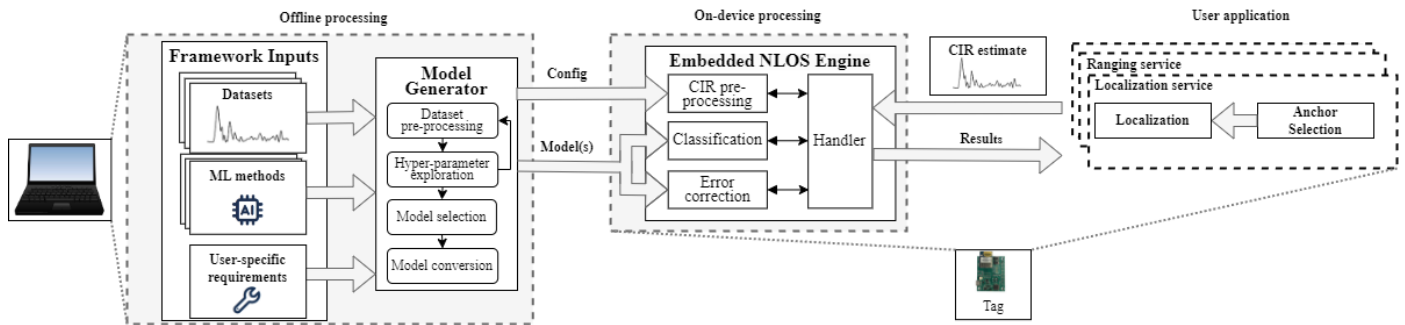 Offline processing
On-device processing
User application
Framework Inputs
Datasets
ML methods
AI
User-specific
requirements
Model
Generator
Dataset
pre-processing
Hyper-parameter
exploration
Model selection
Model conversion
Config
Model(s)
Embedded NLOS Engine
CIR pre-
processing
Classification
Error
correction
Handler
CIR estimate
Results
Ranging service
Localization service
Localization
Anchor
Selection
Tag